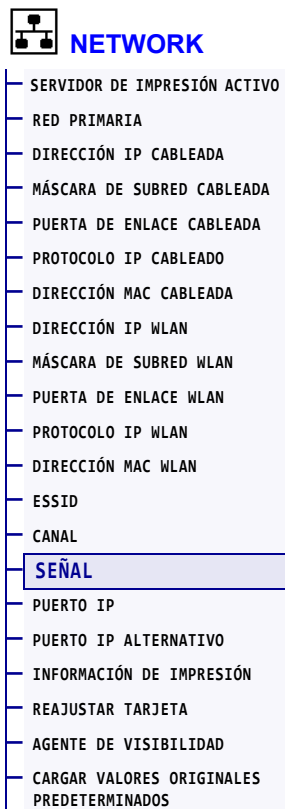 NETWORK
SERVIDOR DE IMPRESIÓN ACTIVO
RED PRIMARIA
DIRECCIÓN IP CABLEADA
MÁSCARA DE SUBRED CABLEADA
PUERTA DE ENLACE CABLEADA
PROTOCOLO IP CABLEADO
DIRECCIÓN MAC CABLEADA
DIRECCIÓN IP WLAN
MÁSCARA DE SUBRED WLAN
PUERTA DE ENLACE WLAN
PROTOCOLO IP WLAN
DIRECCIÓN MAC WLAN
ESSID
CANAL
SEÑAL
PUERTO IP
PUERTO IP ALTERNATIVO
INFORMACIÓN DE IMPRESIÓN
REAJUSTAR TARJETA
AGENTE DE VISIBILIDAD
CARGAR VALORES ORIGINALES
PREDETERMINADOS